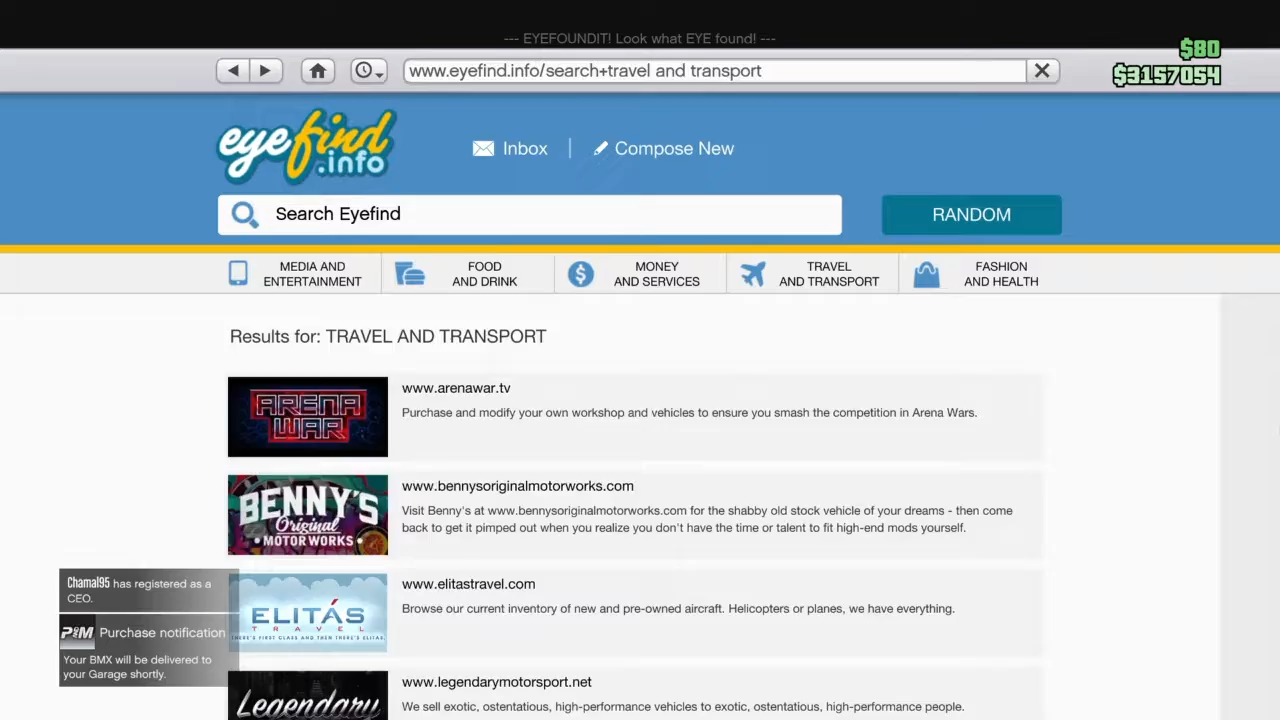 --- EYEFOUNDIT! Look what EYE found! ---
$80
www.eyefind.info/search+travel and transport
$3157054
eyefind
.info
Inbox
Compose New
Search Eyefind
RANDOM
MEDIA AND
ENTERTAINMENT
FOOD
AND DRINK
MONEY
AND SERVICES
TRAVEL
AND TRANSPORT
FASHION
AND HEALTH
Results for: TRAVEL AND TRANSPORT
ARENA
WAR
www.arenawar.tv
Purchase and modify your own workshop and vehicles to ensure you smash the competition in Arena Wars.
BENNY'S
Original
MOTOR WORKS
www.bennysoriginalmotorworks.com
Visit Benny's at www.bennysoriginalmotorworks.com for the shabby old stock vehicle of your dreams - then come
back to get it pimped out when you realize you don't have the time or talent to fit high-end mods yourself.
Chamal95 has registered as a
CEO.
P&M Purchase notification
Your BMX will be delivered to
your Garage shortly.
ELITÁS
TRAVEL
THERE'S FIRST CLASS AND THEN THERE'S ELITAS.
www.elitastravel.com
Browse our current inventory of new and pre-owned aircraft. Helicopters or planes, we have everything.
Legendary
www.legendarymotorsport.net
We sell exotic, ostentatious, high-performance vehicles to exotic, ostentatious, high-performance people.